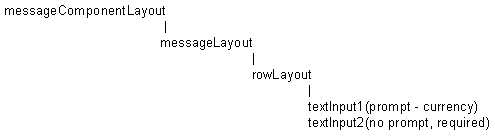 messageComponentLayout
|
messageLayout
|
rowLayout
|
textInput1(prompt - currency)
textInput2(no prompt, required)